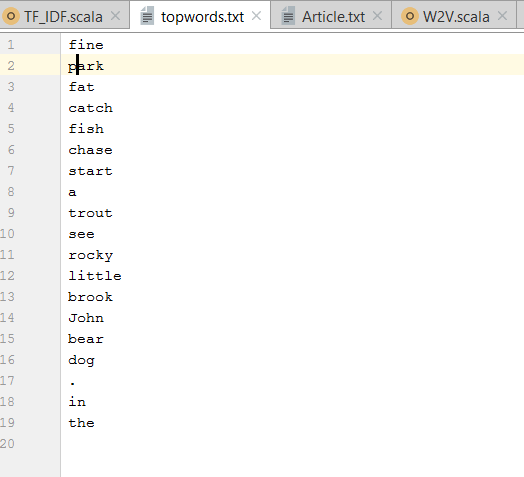 TF_IDF.scala topwords.txt Article.txt W2V.scala
1 fine
2 park
3 fat
4 catch
5 fish
6 chase
7 start
8 a
9 trout
10 see
11 rocky
12 little
13 brook
14 John
15 bear
16 dog
17 .
18 in
19 the
20